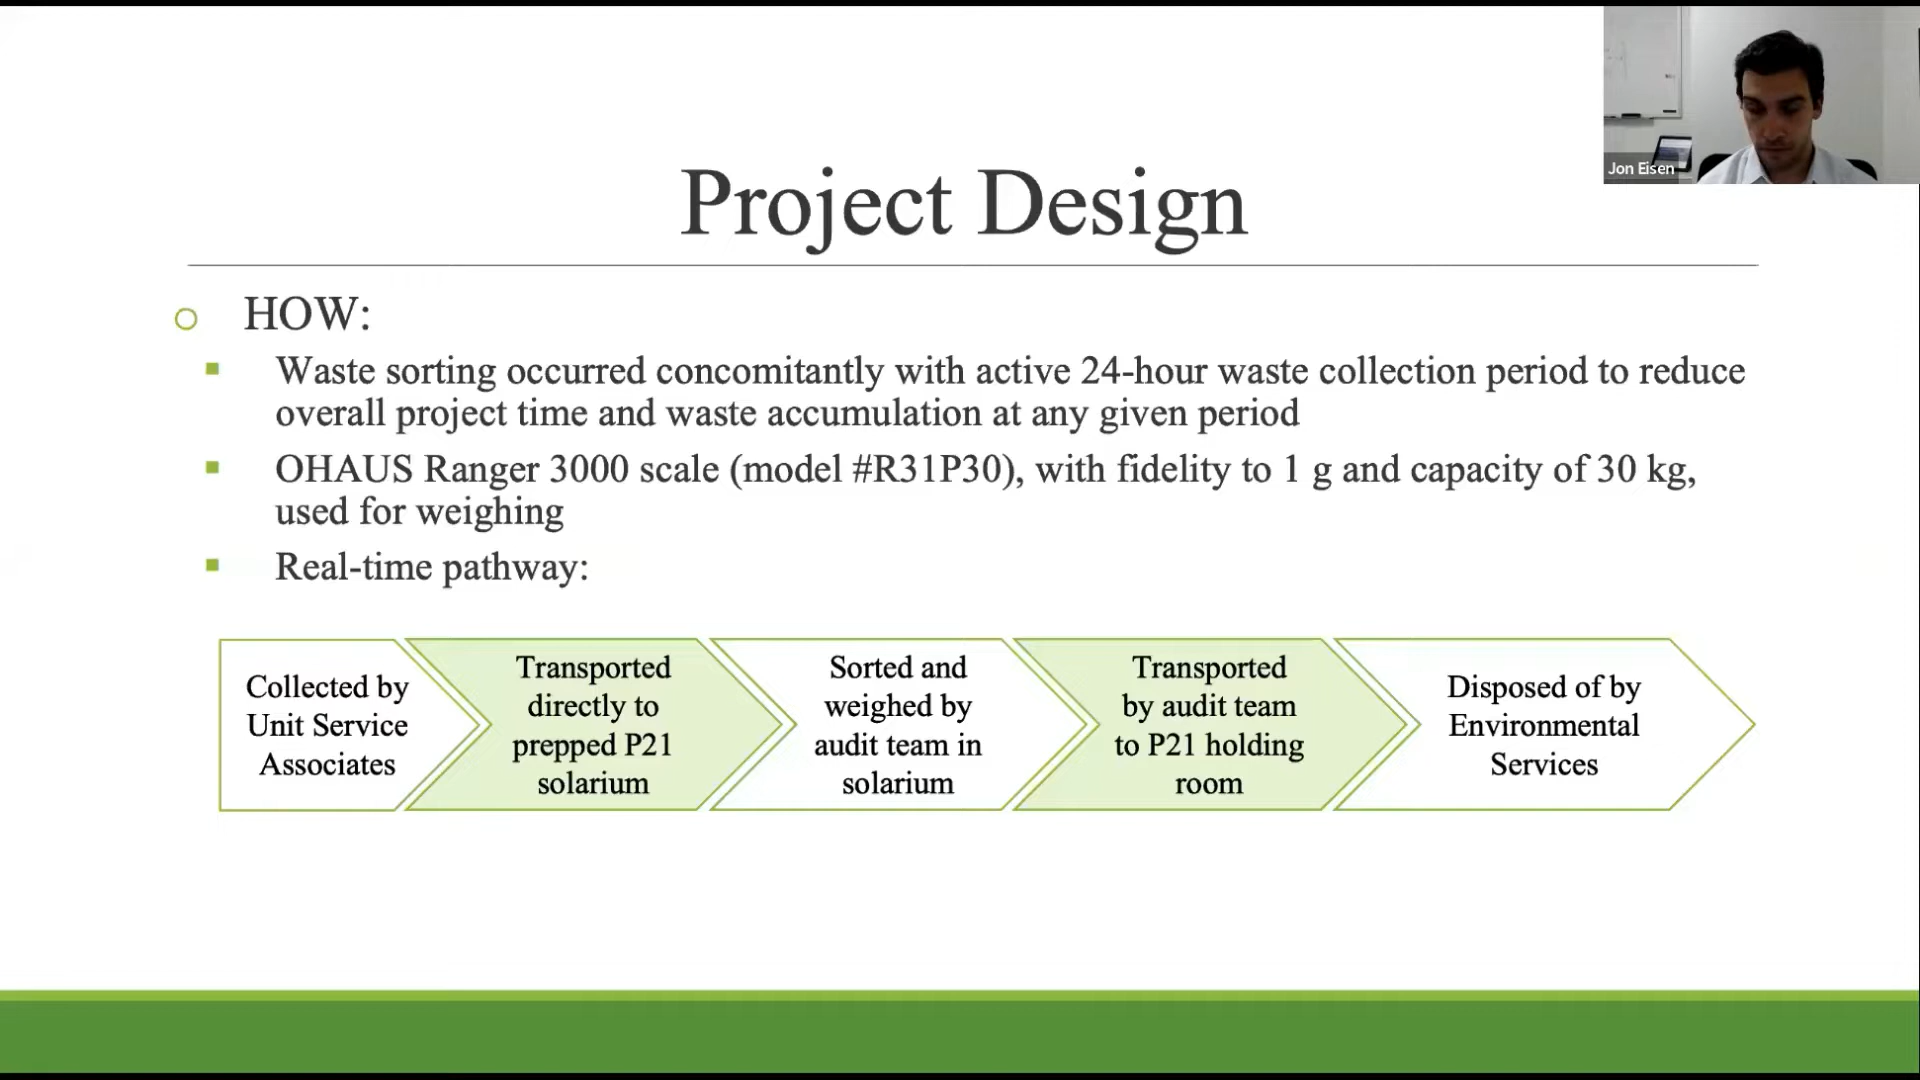 Jon Eisen
Project Design
HOW:
Waste sorting occurred concomitantly with active 24-hour waste collection period to reduce
overall project time and waste accumulation at any given period
OHAUS Ranger 3000 scale (model #R31P30), with fidelity to 1 g and capacity of 30 kg,
used for weighing
Real-time pathway:
Collected by
Unit Service
Associates
Transported
directly to
prepped P21
solarium
Sorted and
weighed by
audit team in
solarium
Transported
by audit team
to P21 holding
room
Disposed of by
Environmental
Services